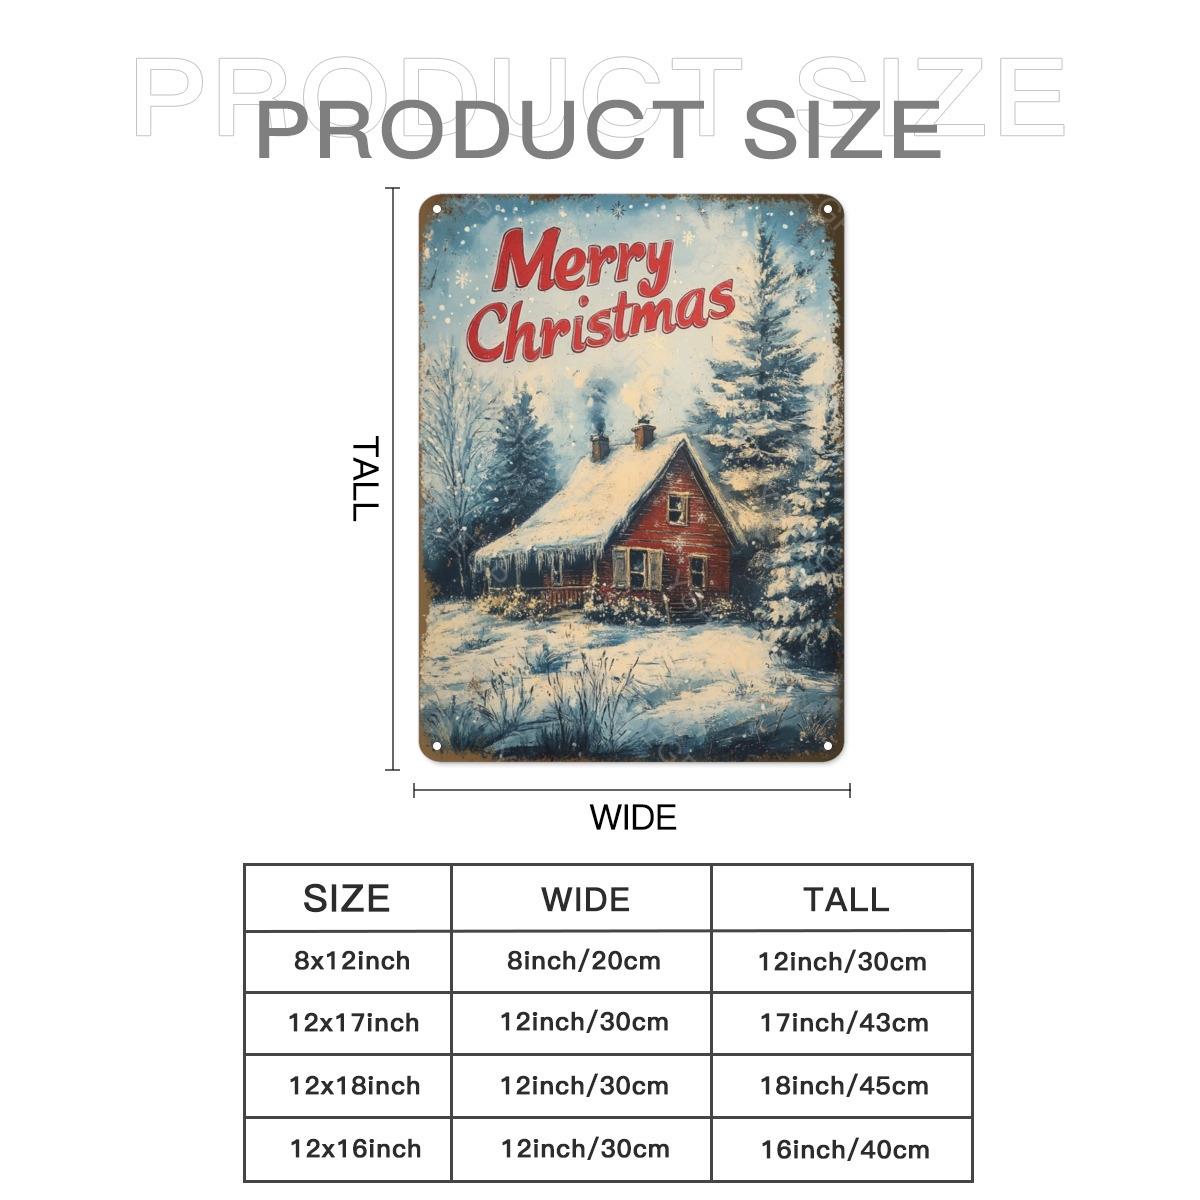 PRODUCT SIZE
PRODUCT SIZE
Merry
Christmas
TALL
WIDE
SIZE WIDE TALL
8x12inch 8inch/20cm 12inch/30cm
12x17inch 12inch/30cm 17inch/43cm
12x18inch 12inch/30cm 18inch/45cm
12x16inch 12inch/30cm 16inch/40cm